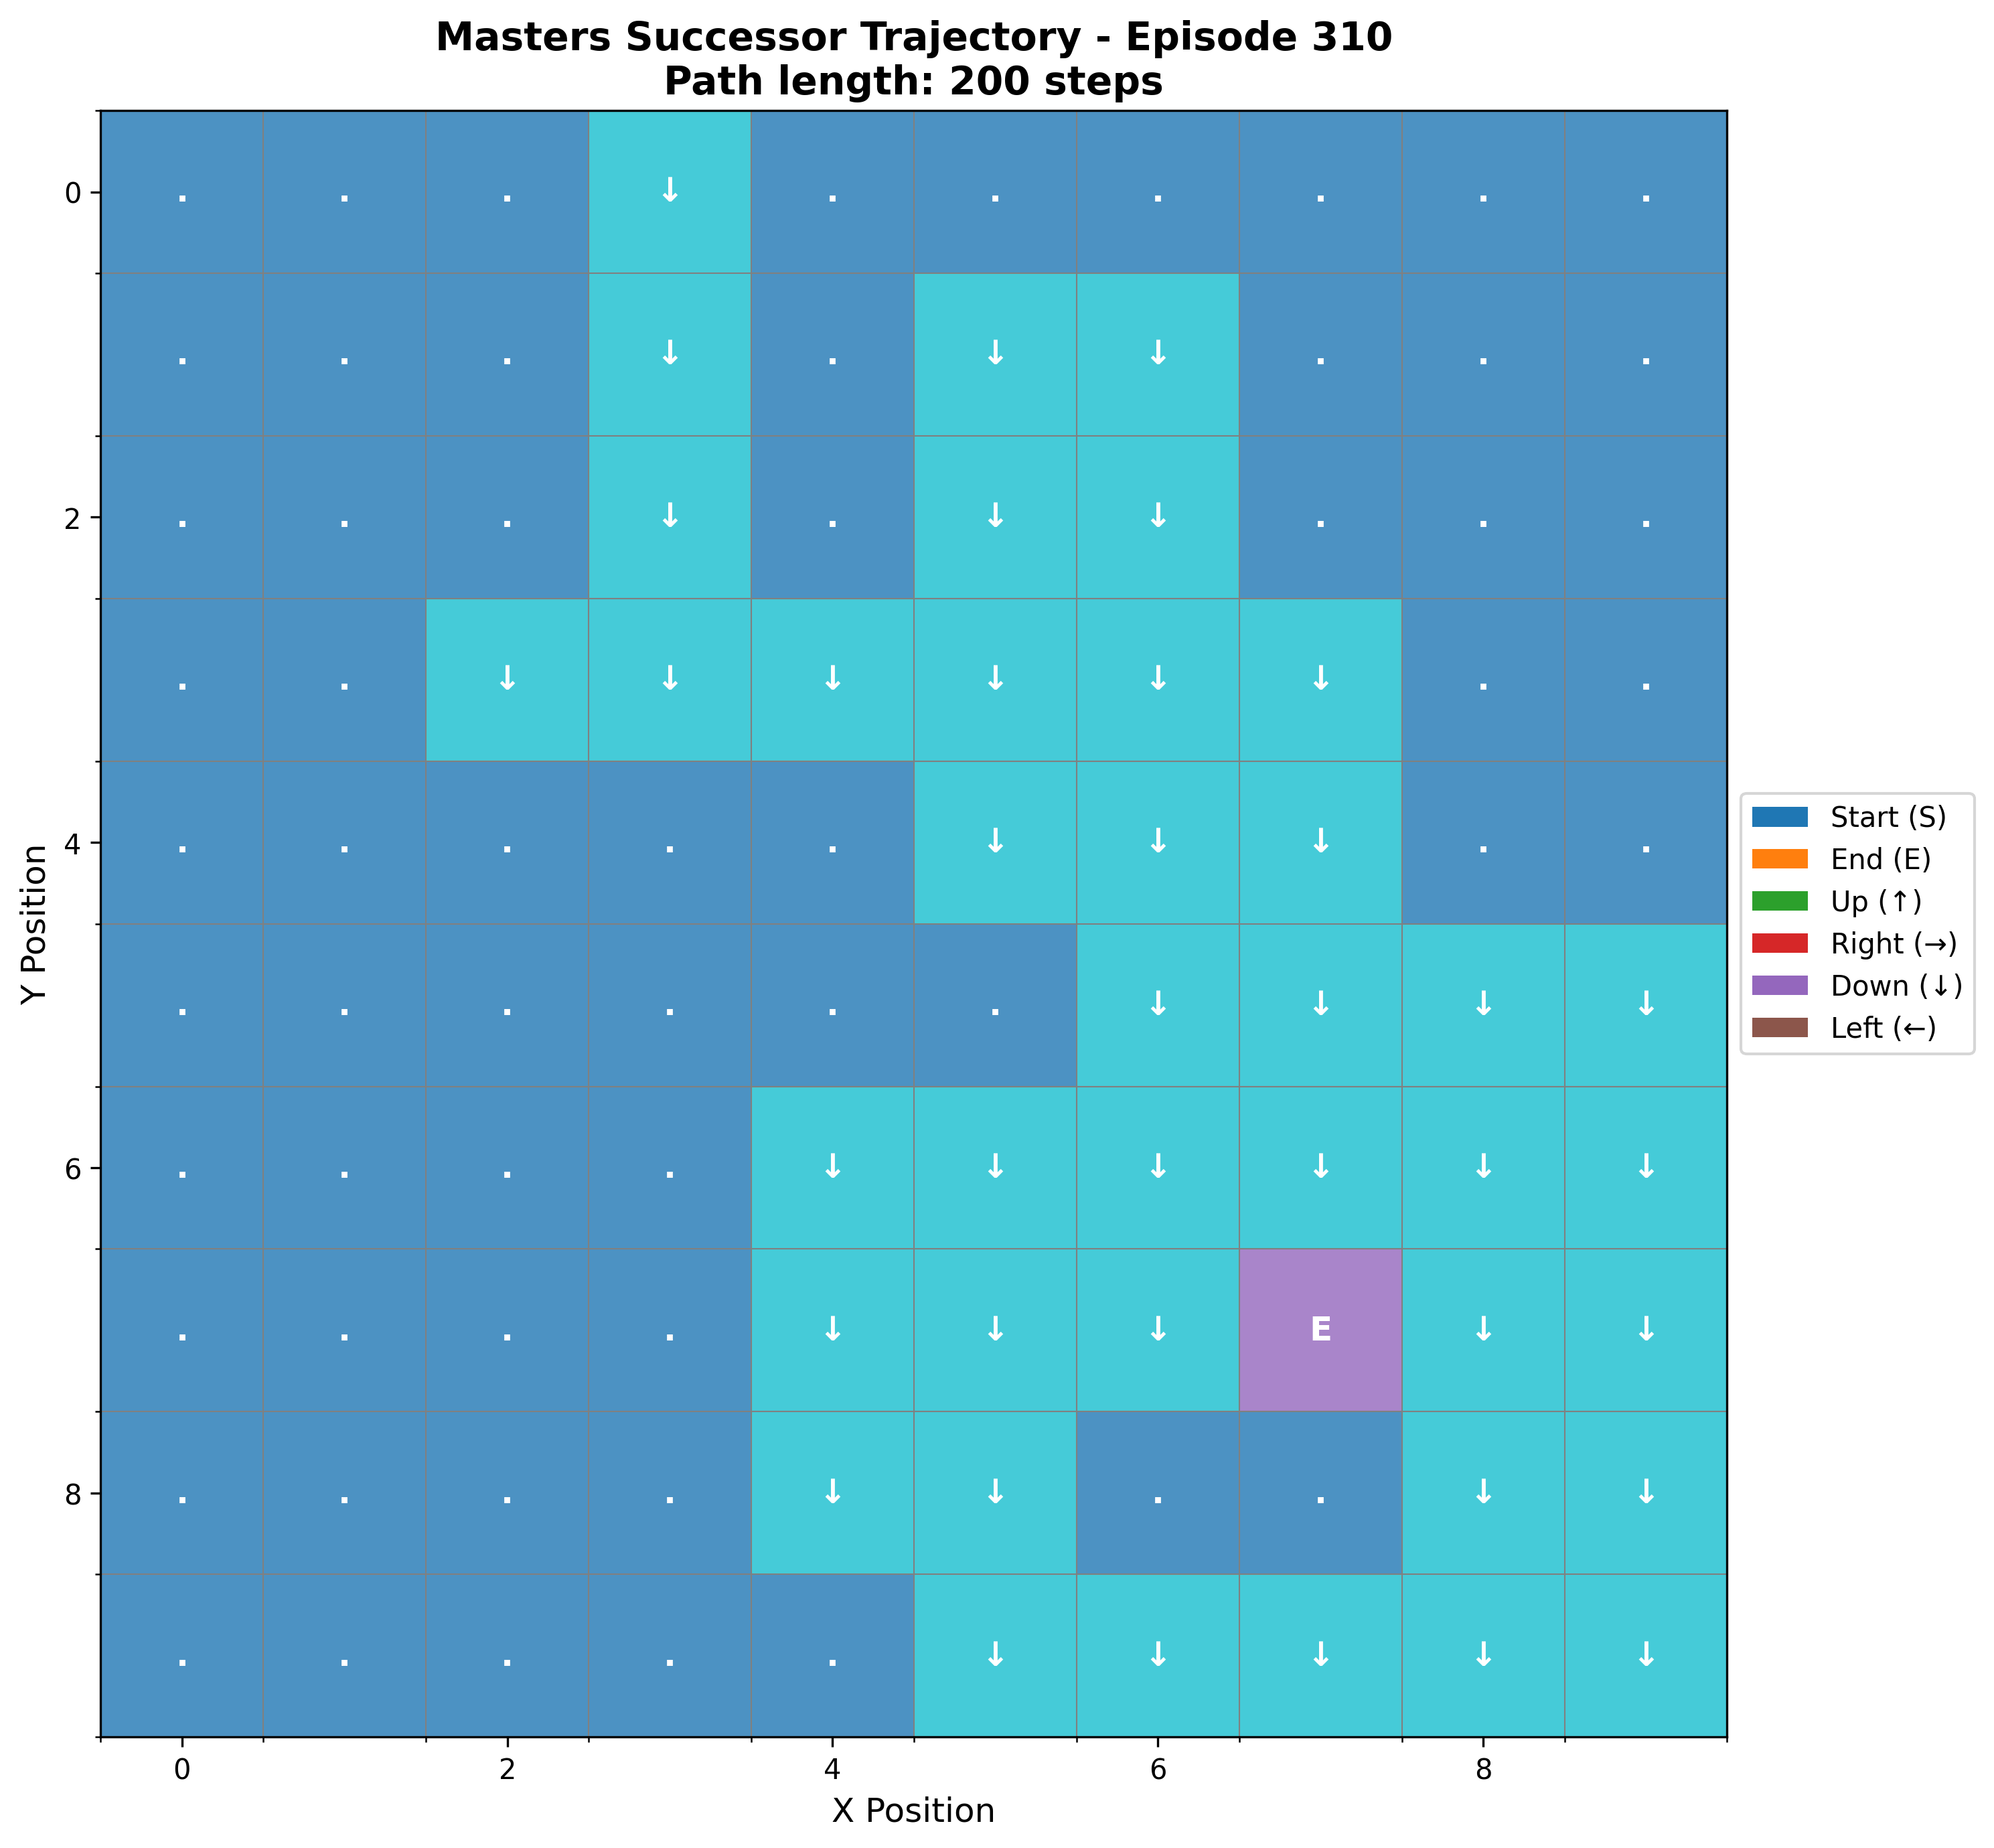 Masters Successor Trajectory - Episode 310
Path length: 200 steps
0 . . . ↓ . . . . . .
. . . ↓ . ↓ ↓ . . .
2 . . . ↓ . ↓ ↓ . . .
. . ↓ ↓ ↓ ↓ ↓ ↓ . .
4 . . . . . ↓ ↓ ↓ . .
. . . . . . ↓ ↓ ↓ ↓
6 . . . . ↓ ↓ ↓ ↓ ↓ ↓
. . . . ↓ ↓ ↓ E ↓ ↓
8 . . . . ↓ ↓ . . ↓ ↓
. . . . . ↓ ↓ ↓ ↓ ↓
0 2 4 6 8
X Position
Y Position
Start (S)
End (E)
Up (↑)
Right (→)
Down (↓)
Left (←)